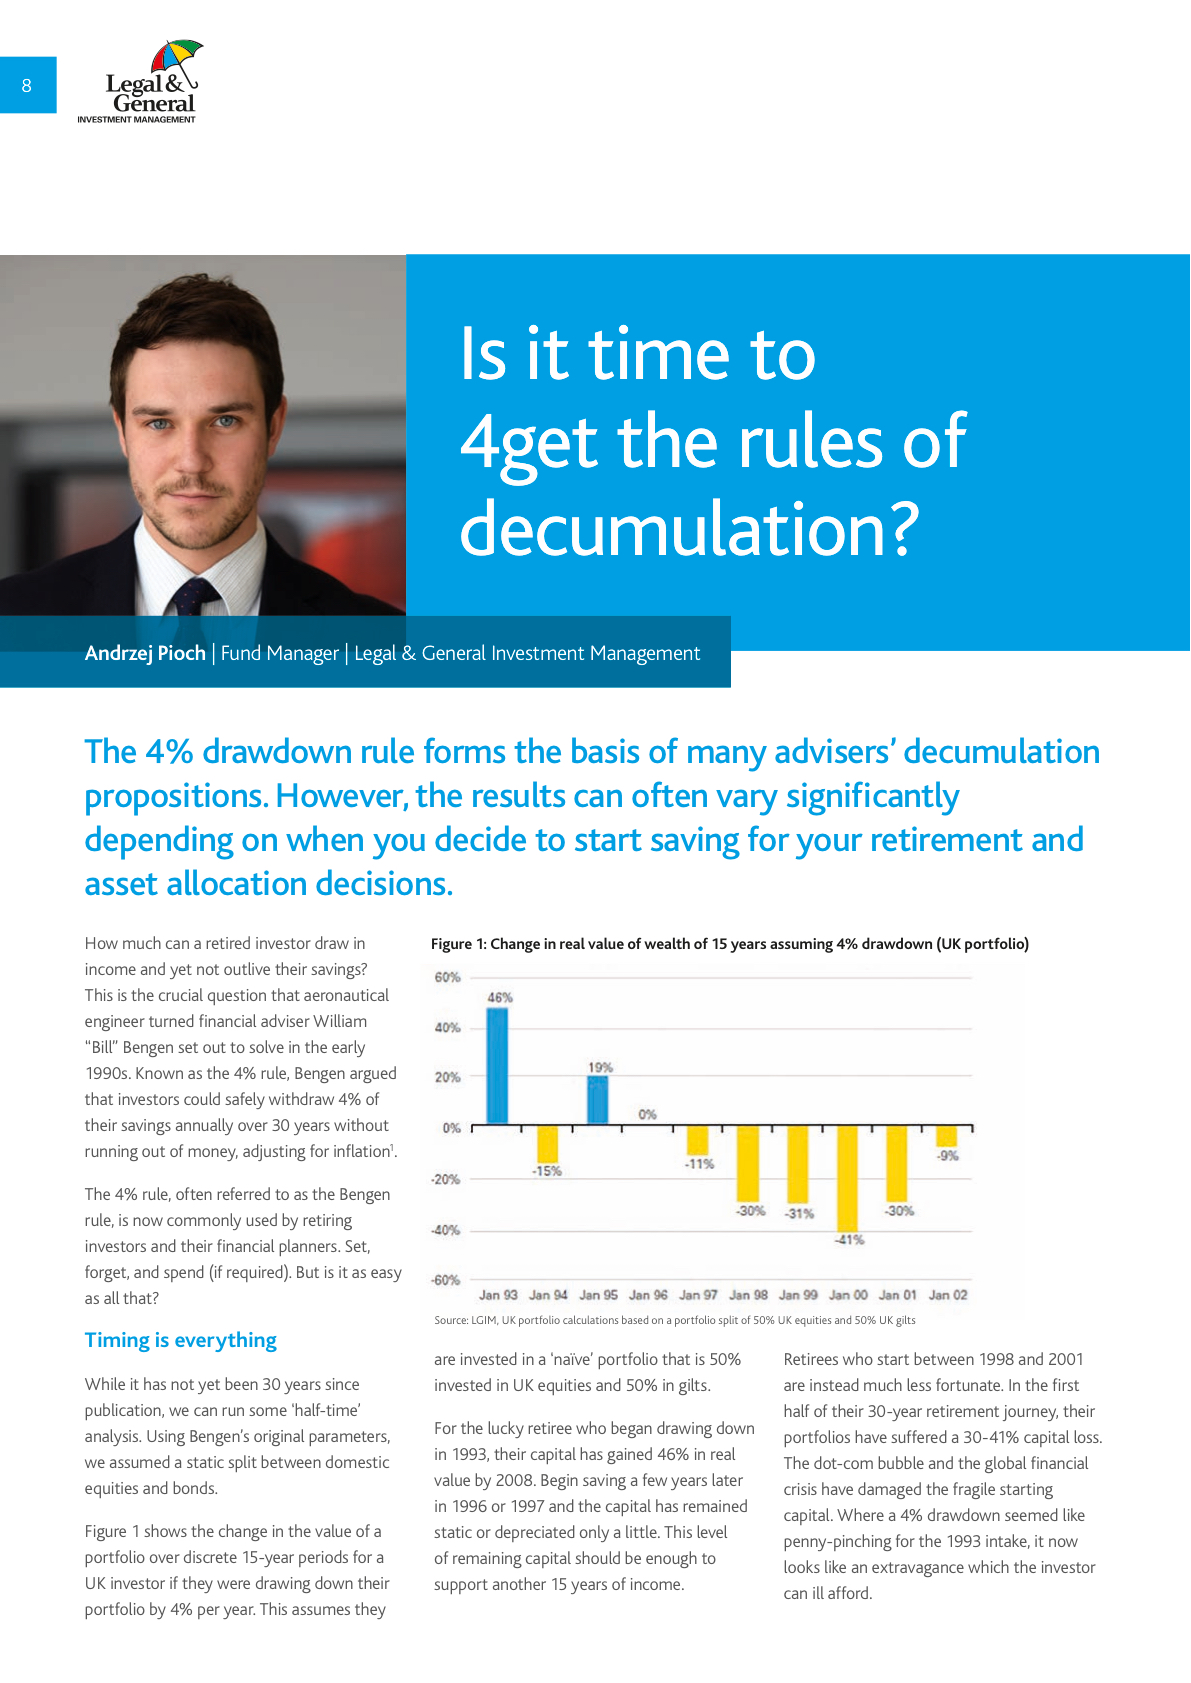 8
Legal &
General
INVESTMENT MANAGEMENT
Is it time to
4get the rules of
decumulation?
Andrzej Pioch | Fund Manager | Legal & General Investment Management
The 4% drawdown rule forms the basis of many advisers’ decumulation
propositions. However, the results can often vary significantly
depending on when you decide to start saving for your retirement and
asset allocation decisions.
How much can a retired investor draw in
income and yet not outlive their savings?
This is the crucial question that aeronautical
engineer turned financial adviser William
“Bill” Bengen set out to solve in the early
1990s. Known as the 4% rule, Bengen argued
that investors could safely withdraw 4% of
their savings annually over 30 years without
running out of money, adjusting for inflation¹.
The 4% rule, often referred to as the Bengen
rule, is now commonly used by retiring
investors and their financial planners. Set,
forget, and spend (if required). But is it as easy
as all that?
Timing is everything
While it has not yet been 30 years since
publication, we can run some ‘half-time’
analysis. Using Bengen’s original parameters,
we assumed a static split between domestic
equities and bonds.
Figure 1 shows the change in the value of a
portfolio over discrete 15-year periods for a
UK investor if they were drawing down their
portfolio by 4% per year. This assumes they
Figure 1: Change in real value of wealth of 15 years assuming 4% drawdown (UK portfolio)
60%
40%
20%
0%
-20%
-40%
-60%
46%
-15%
19%
0%
-11%
-30%
-31%
-41%
-30%
-9%
Jan 93 Jan 94 Jan 95 Jan 96 Jan 97 Jan 98 Jan 99 Jan 00 Jan 01 Jan 02
Source: LGIM, UK portfolio calculations based on a portfolio split of 50% UK equities and 50% UK gilts
are invested in a ‘naïve’ portfolio that is 50%
invested in UK equities and 50% in gilts.
For the lucky retiree who began drawing down
in 1993, their capital has gained 46% in real
value by 2008. Begin saving a few years later
in 1996 or 1997 and the capital has remained
static or depreciated only a little. This level
of remaining capital should be enough to
support another 15 years of income.
Retirees who start between 1998 and 2001
are instead much less fortunate. In the first
half of their 30-year retirement journey, their
portfolios have suffered a 30-41% capital loss.
The dot-com bubble and the global financial
crisis have damaged the fragile starting
capital. Where a 4% drawdown seemed like
penny-pinching for the 1993 intake, it now
looks like an extravagance which the investor
can ill afford.